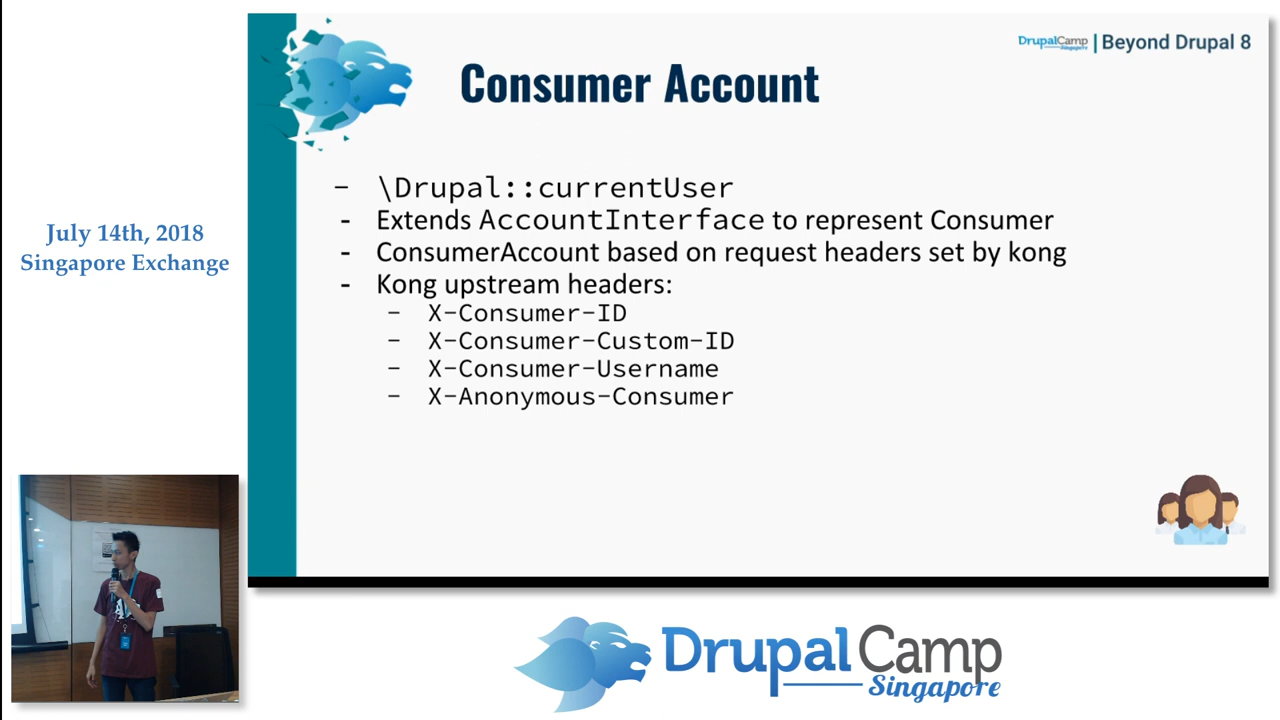 DrupalCamp Singapore | Beyond Drupal 8
Consumer Account
- \Drupal::currentUser
- Extends AccountInterface to represent Consumer
- ConsumerAccount based on request headers set by kong
- Kong upstream headers:
- X-Consumer-ID
- X-Consumer-Custom-ID
- X-Consumer-Username
- X-Anonymous-Consumer
July 14th, 2018
Singapore Exchange
DrupalCamp
Singapore